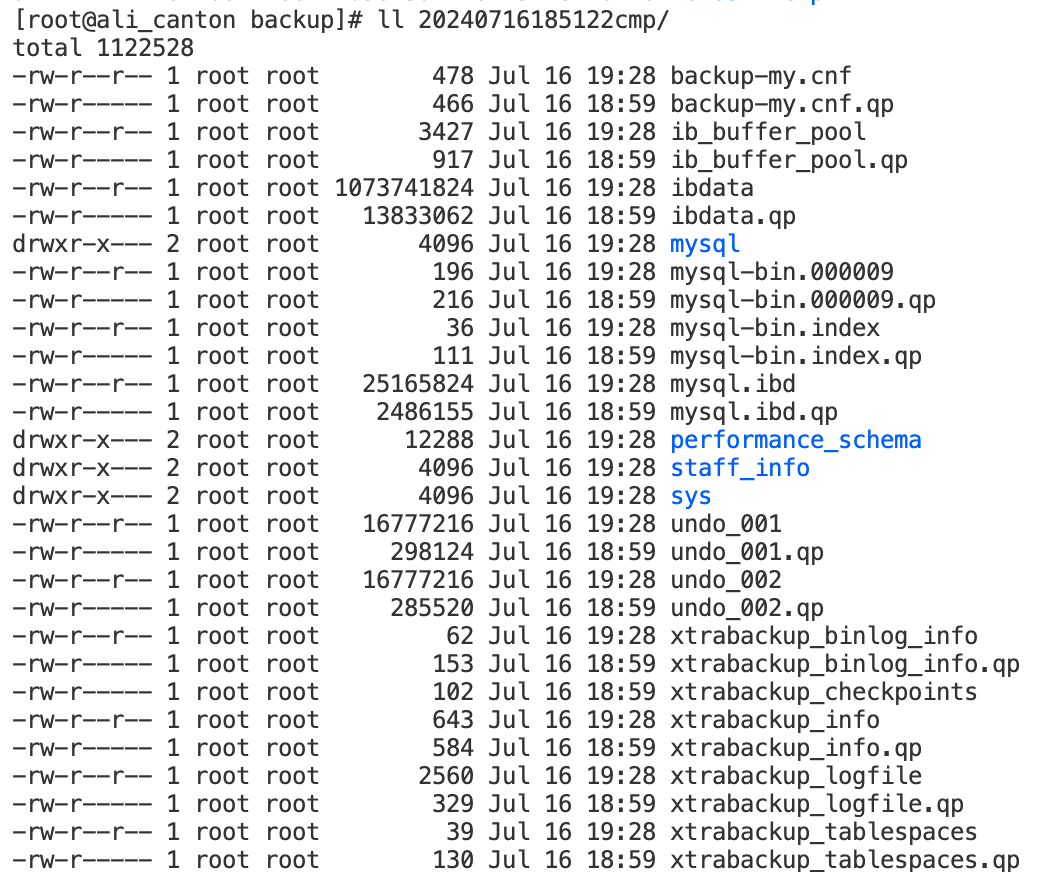 [root@ali_canton backup]# ll 20240716185122cmp/
total 1122528
-rw-r--r-- 1 root root        478 Jul 16 19:28 backup-my.cnf
-rw-r----- 1 root root        466 Jul 16 18:59 backup-my.cnf.qp
-rw-r--r-- 1 root root       3427 Jul 16 19:28 ib_buffer_pool
-rw-r----- 1 root root        917 Jul 16 18:59 ib_buffer_pool.qp
-rw-r--r-- 1 root root 1073741824 Jul 16 19:28 ibdata
-rw-r----- 1 root root   13833062 Jul 16 18:59 ibdata.qp
drwxr-x--- 2 root root       4096 Jul 16 19:28 mysql
-rw-r--r-- 1 root root        196 Jul 16 19:28 mysql-bin.000009
-rw-r----- 1 root root        216 Jul 16 18:59 mysql-bin.000009.qp
-rw-r--r-- 1 root root         36 Jul 16 19:28 mysql-bin.index
-rw-r----- 1 root root        111 Jul 16 18:59 mysql-bin.index.qp
-rw-r--r-- 1 root root   25165824 Jul 16 19:28 mysql.ibd
-rw-r----- 1 root root    2486155 Jul 16 18:59 mysql.ibd.qp
drwxr-x--- 2 root root      12288 Jul 16 19:28 performance_schema
drwxr-x--- 2 root root       4096 Jul 16 19:28 staff_info
drwxr-x--- 2 root root       4096 Jul 16 19:28 sys
-rw-r--r-- 1 root root   16777216 Jul 16 19:28 undo_001
-rw-r----- 1 root root     298124 Jul 16 18:59 undo_001.qp
-rw-r--r-- 1 root root   16777216 Jul 16 19:28 undo_002
-rw-r----- 1 root root     285520 Jul 16 18:59 undo_002.qp
-rw-r--r-- 1 root root         62 Jul 16 19:28 xtrabackup_binlog_info
-rw-r----- 1 root root        153 Jul 16 18:59 xtrabackup_binlog_info.qp
-rw-r----- 1 root root        102 Jul 16 18:59 xtrabackup_checkpoints
-rw-r--r-- 1 root root        643 Jul 16 19:28 xtrabackup_info
-rw-r----- 1 root root        584 Jul 16 18:59 xtrabackup_info.qp
-rw-r--r-- 1 root root       2560 Jul 16 19:28 xtrabackup_logfile
-rw-r----- 1 root root        329 Jul 16 18:59 xtrabackup_logfile.qp
-rw-r--r-- 1 root root         39 Jul 16 19:28 xtrabackup_tablespaces
-rw-r----- 1 root root        130 Jul 16 18:59 xtrabackup_tablespaces.qp